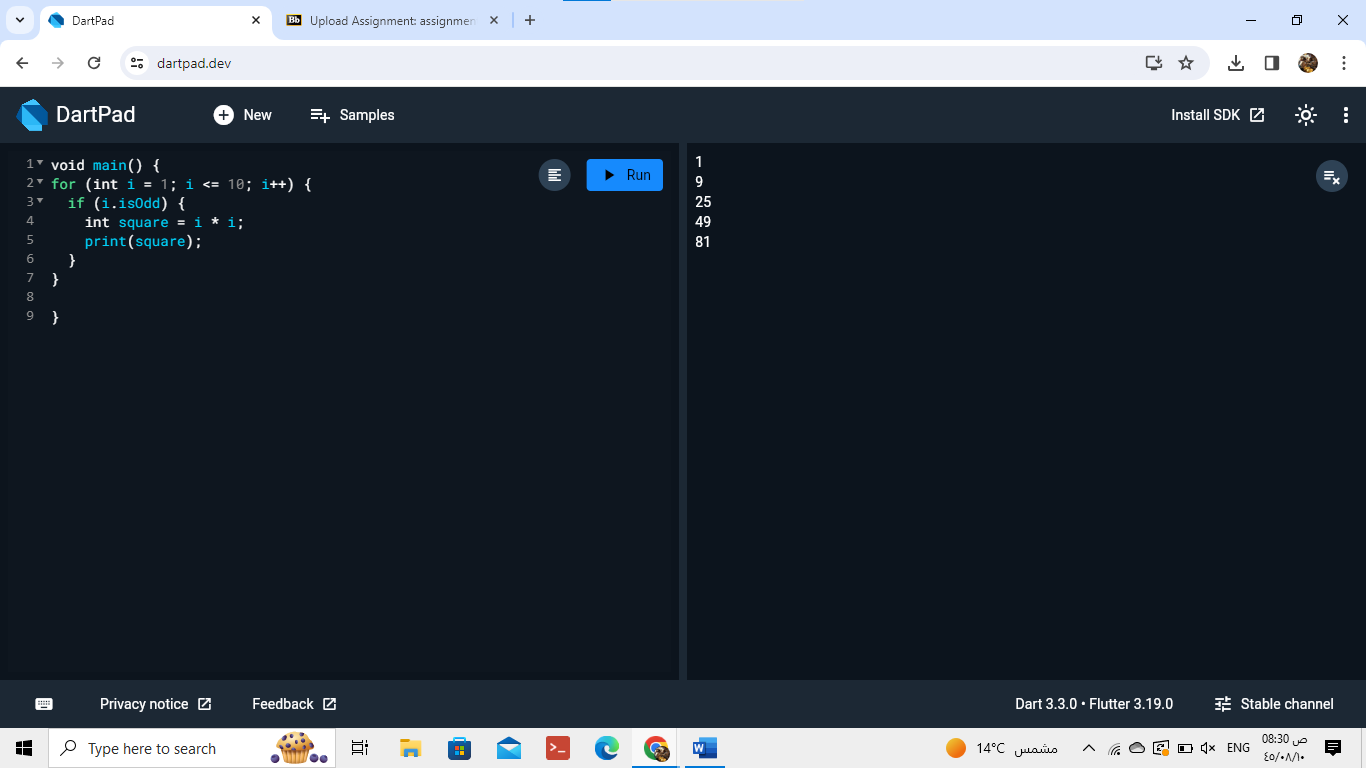 DartPad
Upload Assignment: assignmen
dartpad.dev
DartPad
New
Samples
Install SDK
1 void main() {
2 for (int i = 1; i <= 10; i++) {
3   if (i.isOdd) {
4     int square = i * i;
5     print(square);
6   }
7 }
8
9 }
Run
1
9
25
49
81
Privacy notice
Feedback
Dart 3.3.0 • Flutter 3.19.0
Stable channel
Type here to search
14°C مشمس
ENG
08:30 ص
٤٥/٠٨/١٠